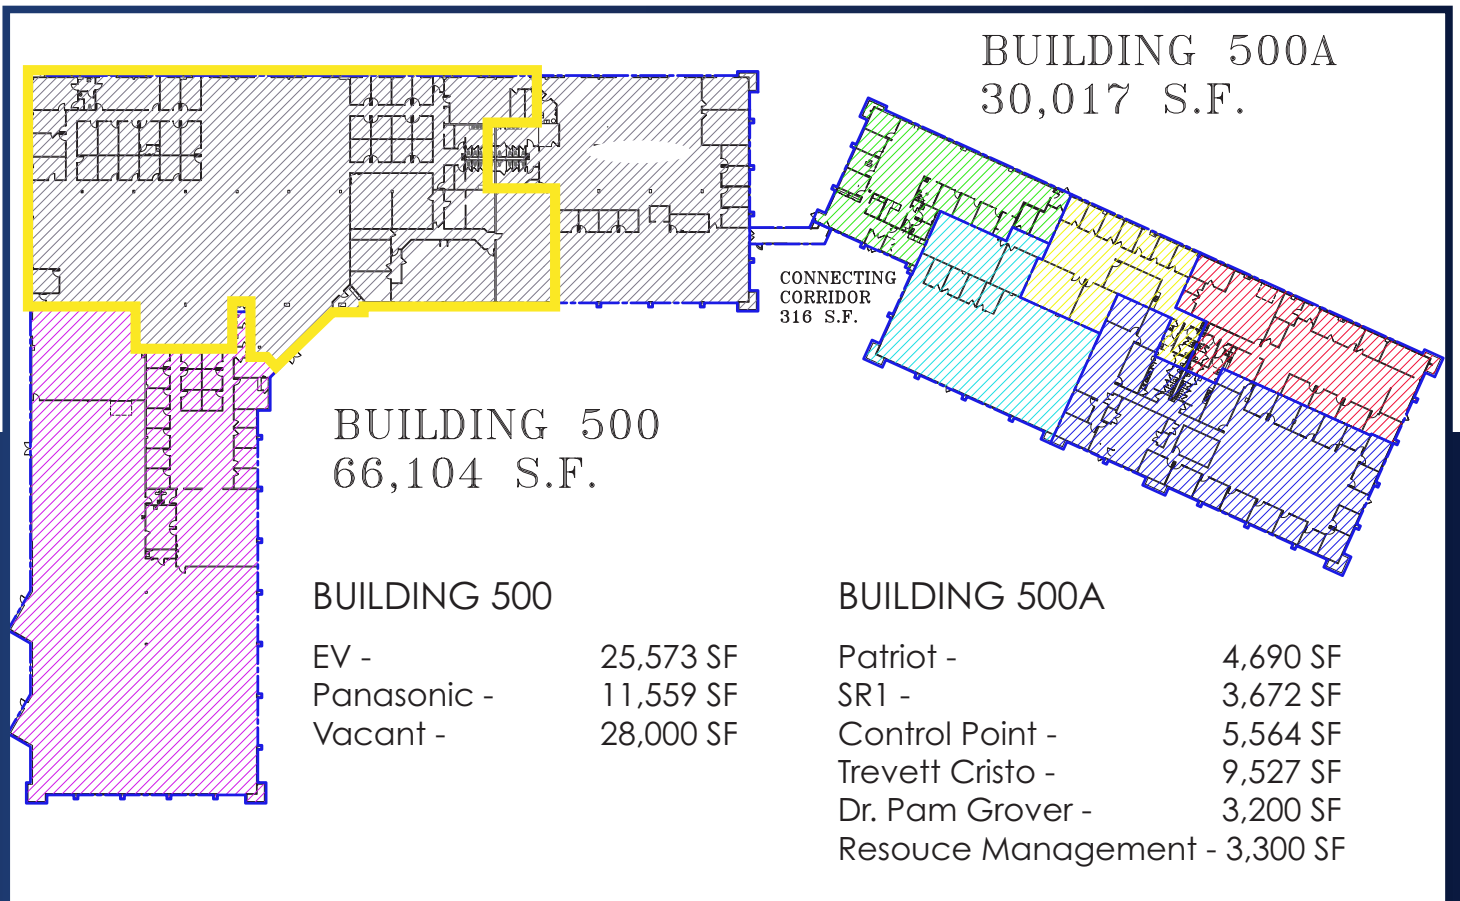 BUILDING 500A
30,017 S.F.
CONNECTING
CORRIDOR
316 S.F.
BUILDING 500
66,104 S.F.
BUILDING 500
EV - 25,573 SF
Panasonic - 11,559 SF
Vacant - 28,000 SF
BUILDING 500A
Patriot - 4,690 SF
SR1 - 3,672 SF
Control Point - 5,564 SF
Trevett Cristo - 9,527 SF
Dr. Pam Grover - 3,200 SF
Resouce Management - 3,300 SF